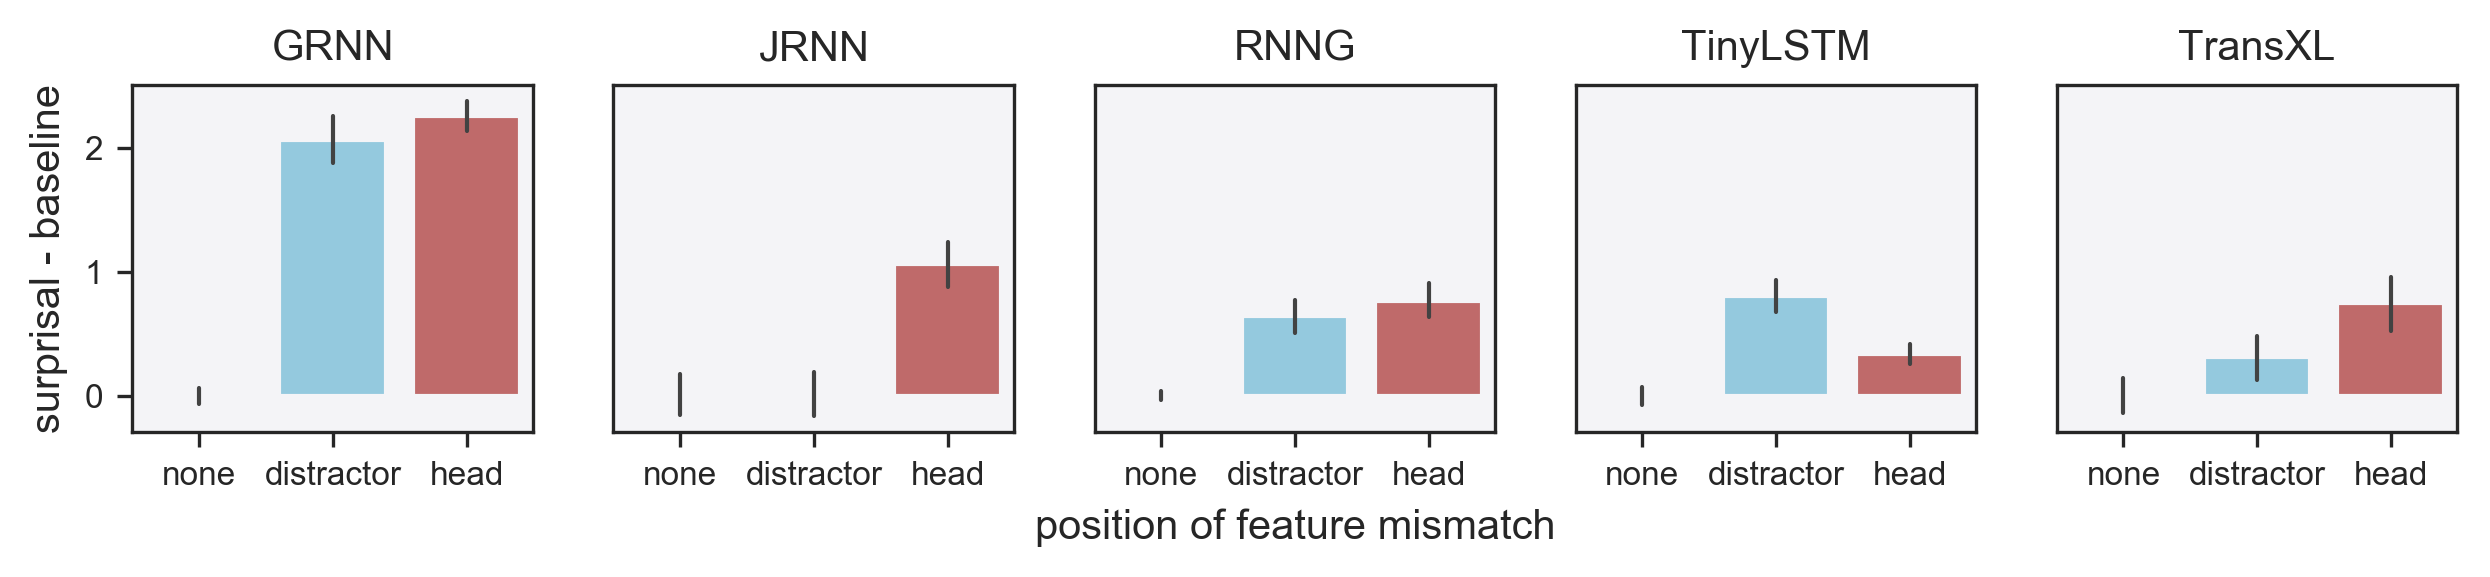 GRNN
JRNN
RNNG
TinyLSTM
TransXL
surprisal - baseline
2
1
0
none distractor head
none distractor head
none distractor head
none distractor head
none distractor head
position of feature mismatch